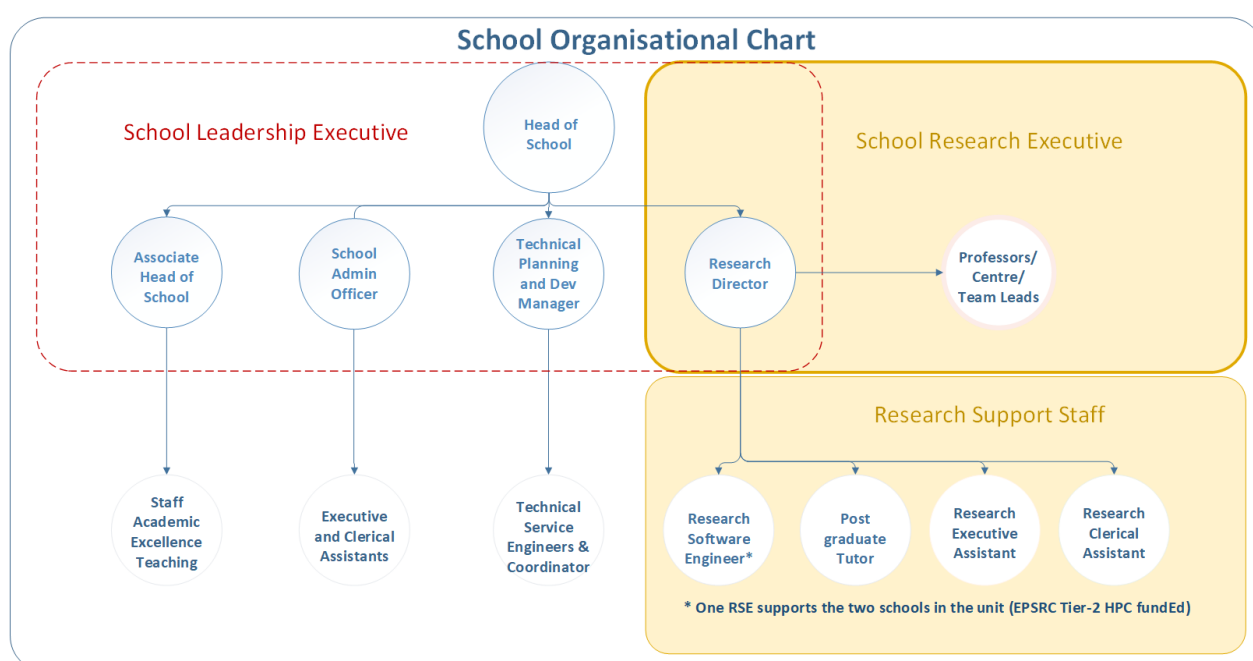 School Organisational Chart
School Leadership Executive
Head of
School
School Research Executive
Associate
Head of
School
School
Admin
Officer
Technical
Planning
and Dev
Manager
Research
Director
Professors/
Centre/
Team Leads
Research Support Staff
Staff
Academic
Excellence
Teaching
Executive
and Clerical
Assistants
Technical
Service
Engineers &
Coordinator
Research
Software
Engineer*
Post
graduate
Tutor
Research
Executive
Assistant
Research
Clerical
Assistant
* One RSE supports the two schools in the unit (EPSRC Tier-2 HPC fundEd)